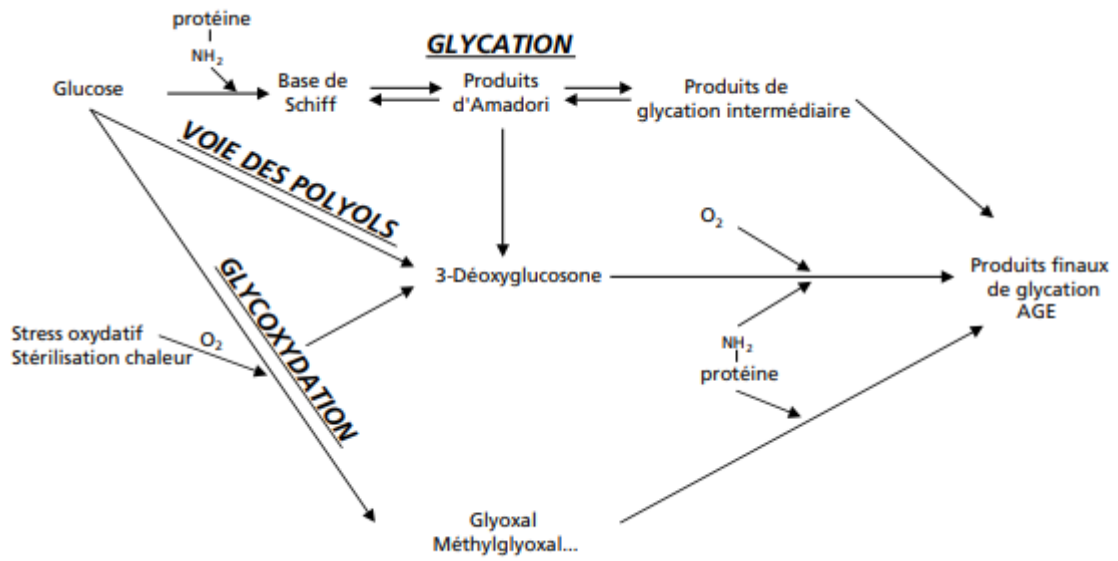 protéine
NH2
GLYCATION
Glucose
Base de
Schiff
Produits
d'Amadori
Produits de
glycation intermédiaire
VOIE DES POLYOLS
O2
3-Déoxyglucosone
Produits finaux
de glycation
AGE
GLYCOXYDATION
Stress oxydatif
Stérilisation chaleur
O2
NH2
protéine
Glyoxal
Méthylglyoxal...